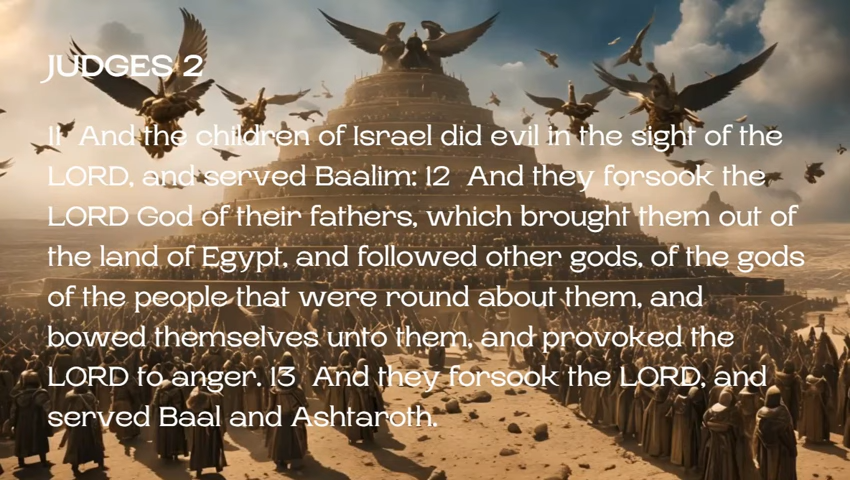 JUDGES 2
11  And the children of Israel did evil in the sight of the
LORD, and served Baalim: 12  And they forsook the
LORD God of their fathers, which brought them out of
the land of Egypt, and followed other gods, of the gods
of the people that were round about them, and
bowed themselves unto them, and provoked the
LORD to anger. 13  And they forsook the LORD, and
served Baal and Ashtaroth.